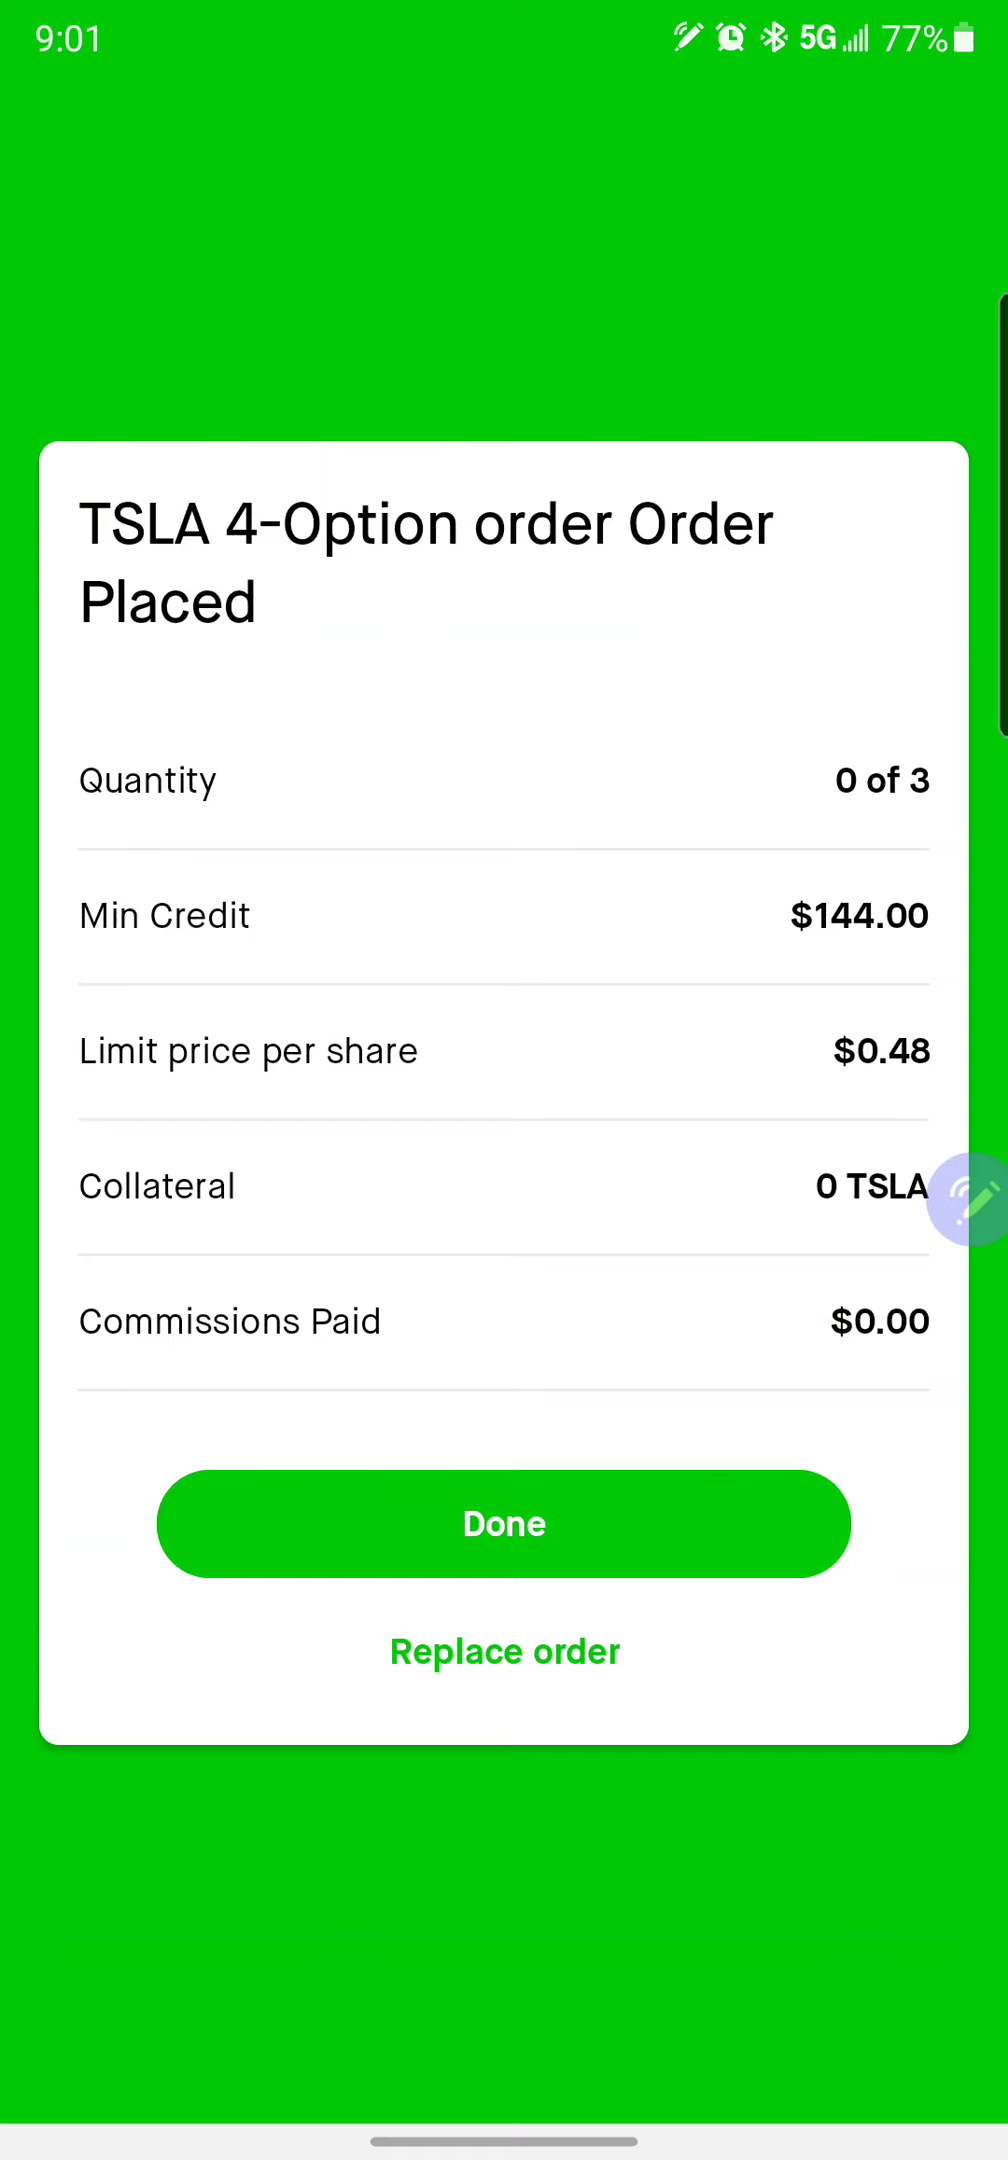 9:01 5G 77%
TSLA 4-Option order Order
Placed
Quantity 0 of 3
Min Credit $144.00
Limit price per share $0.48
Collateral 0 TSLA
Commissions Paid $0.00
Done
Replace order